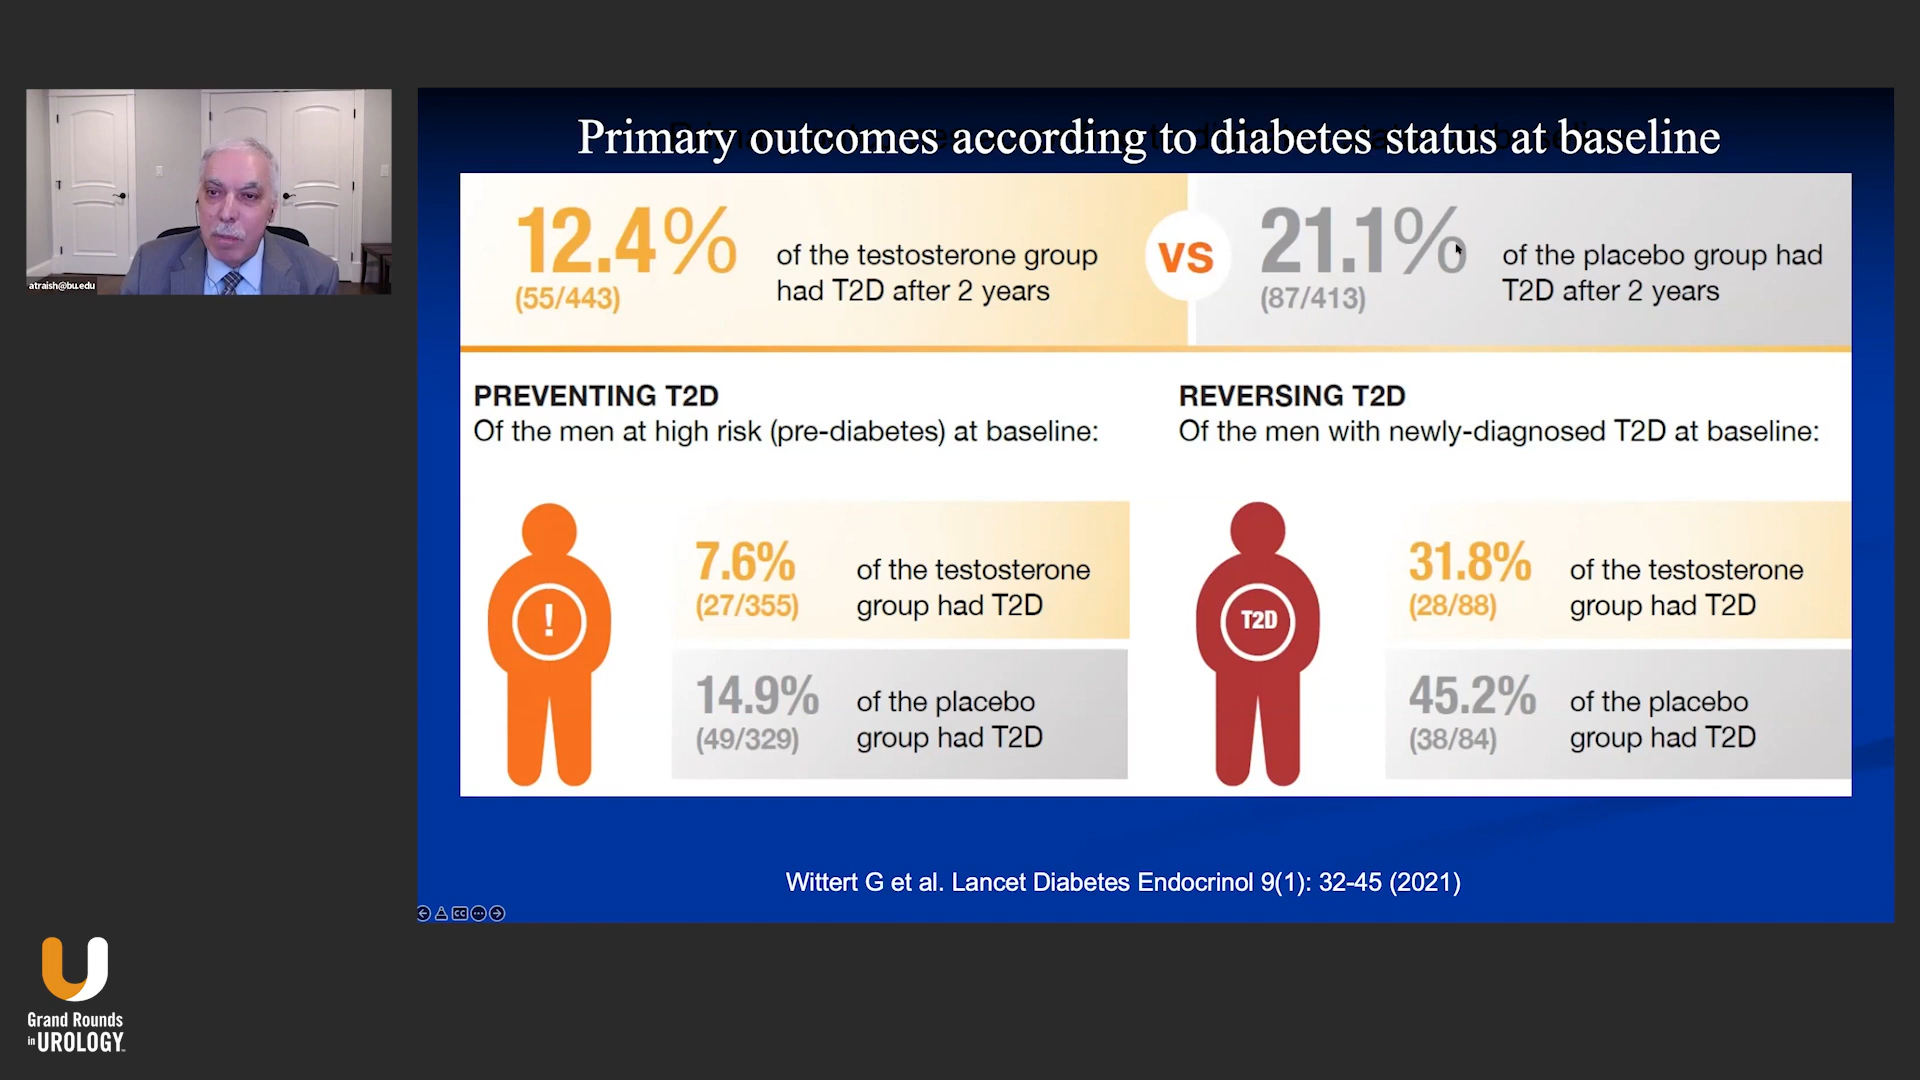 atraish@bu.edu
Primary outcomes according to diabetes status at baseline
12.4%
(55/443)
of the testosterone group
had T2D after 2 years
VS
21.1%
(87/413)
of the placebo group had
T2D after 2 years
PREVENTING T2D
Of the men at high risk (pre-diabetes) at baseline:
!
7.6%
(27/355)
of the testosterone
group had T2D
14.9%
(49/329)
of the placebo
group had T2D
REVERSING T2D
Of the men with newly-diagnosed T2D at baseline:
T2D
31.8%
(28/88)
of the testosterone
group had T2D
45.2%
(38/84)
of the placebo
group had T2D
Wittert G et al. Lancet Diabetes Endocrinol 9(1): 32-45 (2021)
CC
Grand Rounds
in UROLOGY